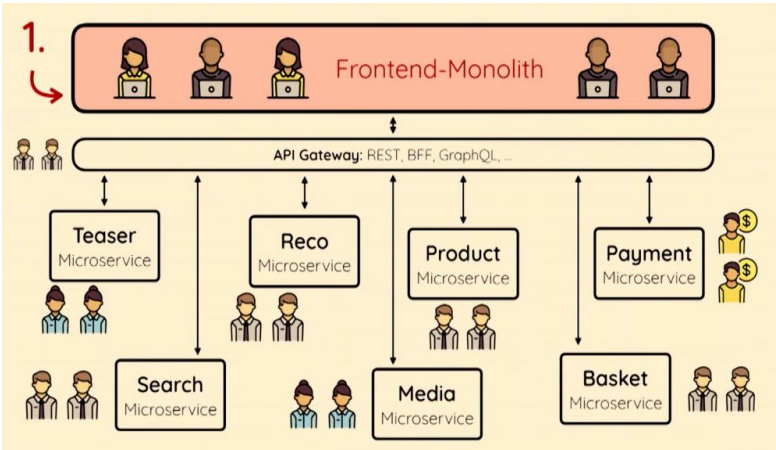 1.
Frontend-Monolith
API Gateway: REST, BFF, GraphQL, ...
Teaser
Microservice
Reco
Microservice
Product
Microservice
Payment
Microservice
$
$
Search
Microservice
Media
Microservice
Basket
Microservice